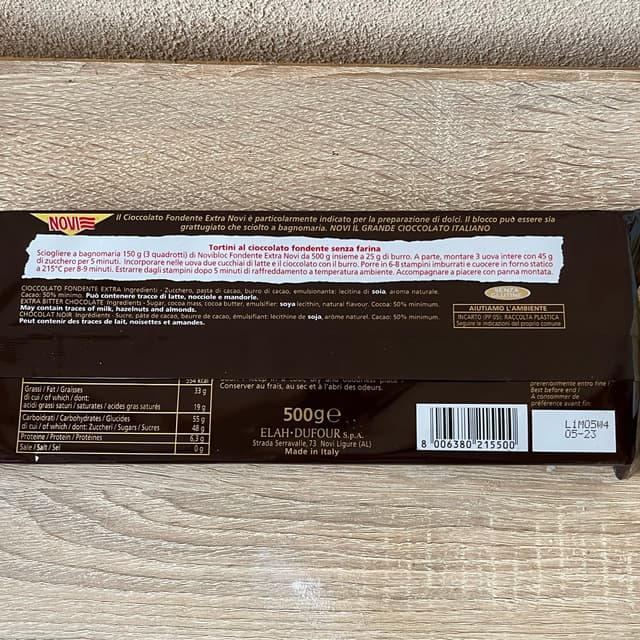 NOVI
Il Cioccolato Fondente Extra Novi è particolarmente indicato per la preparazione di dolci. Il blocco può essere sia
grattugiato che sciolto a bagnomaria. NOVI IL GRANDE CIOCCOLATO ITALIANO
Tortini al cioccolato fondente senza farina
Sciogliere a bagnomaria 150 g (3 quadrotti) di Novibloc Fondente Extra Novi da 500 g insieme a 25 g di burro. A parte, montare 3 uova intere con 45 g
di zucchero per 5 minuti. Incorporare nelle uova due cucchiai di latte e il cioccolato con il burro. Porre in 6-8 stampini imburrati e cuocere in forno statico
a 215°C per 8-9 minuti. Estrarre dagli stampini dopo 5 minuti di raffreddamento a temperatura ambiente. Accompagnare a piacere con panna montata.
CIOCCOLATO FONDENTE EXTRA Ingredienti - Zucchero, pasta di cacao, burro di cacao, emulsionante: lecitina di soia, aroma naturale.
Cacao: 50% minimo. Può contenere tracce di latte, nocciole e mandorle.
EXTRA BITTER CHOCOLATE Ingredients - Sugar, cocoa mass, cocoa butter, emulsifier: soya lecithin, natural flavour. Cocoa: 50% minimum.
May contain traces of milk, hazelnuts and almonds.
CHOCOLAT NOIR Ingrédients - Sucre, pâte de cacao, beurre de cacao, émulsifiant: lécithine de soja, arôme naturel. Cacao: 50% minimum.
Peut contenir des traces de lait, noisettes et amandes.
SENZA
GLUTINE
AIUTIAMO L'AMBIENTE
INCARTO (PP 05): RACCOLTA PLASTICA
Seguire le indicazioni del proprio comune
554 kcal
Grassi / Fat / Graisses 33 g
di cui / of which / dont:
acidi grassi saturi / saturates / acides gras saturés 19 g
Carboidrati / Carbohydrates / Glucides 55 g
di cui / of which / dont: Zuccheri / Sugars / Sucres 48 g
Proteine / Protein / Protéines 6,3 g
Sale / Salt / Sel 0 g
Conserver au frais, au sec et à l'abri des odeurs.
500g e
ELAH-DUFOUR S.p.A.
Strada Serravalle, 73 Novi Ligure (AL)
Made in Italy
8 006380 215500
preferibilmente entro fine /
Best before end /
A consommer de
préférence avant fin:
L1M05W4
05-23